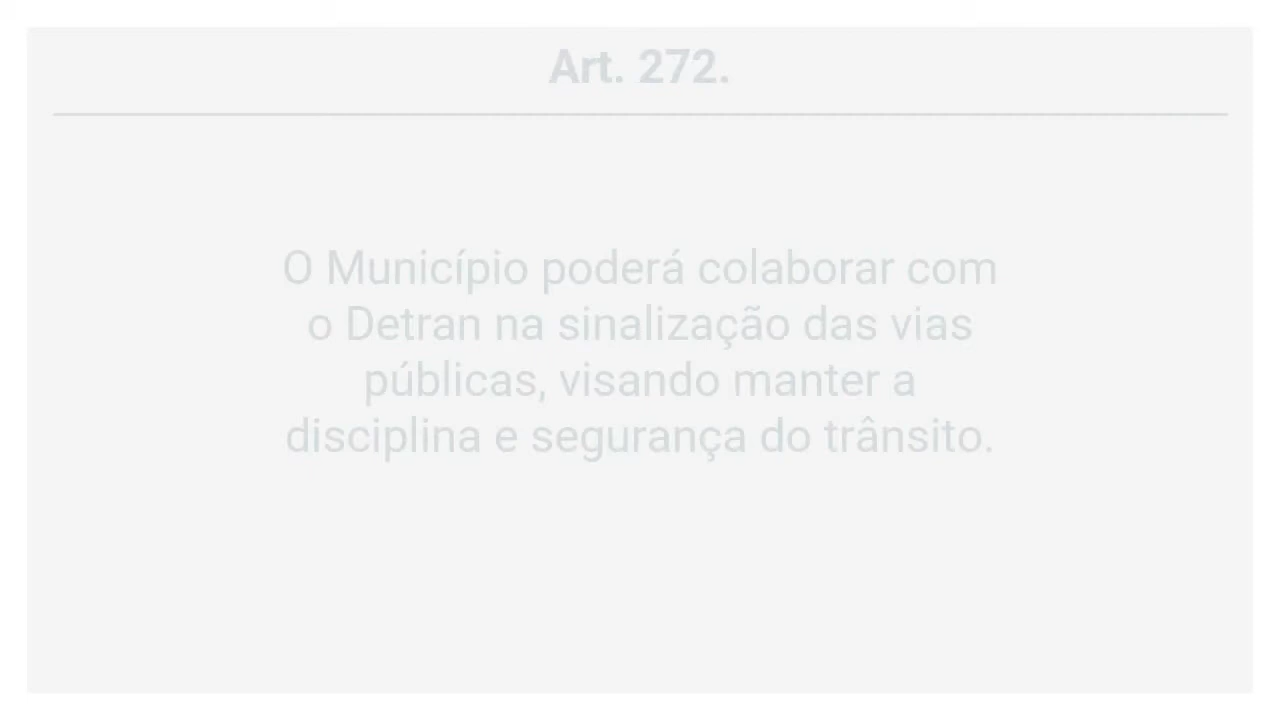 Art. 272.
O Município poderá colaborar com
o Detran na sinalização das vias
públicas, visando manter a
disciplina e segurança do trânsito.